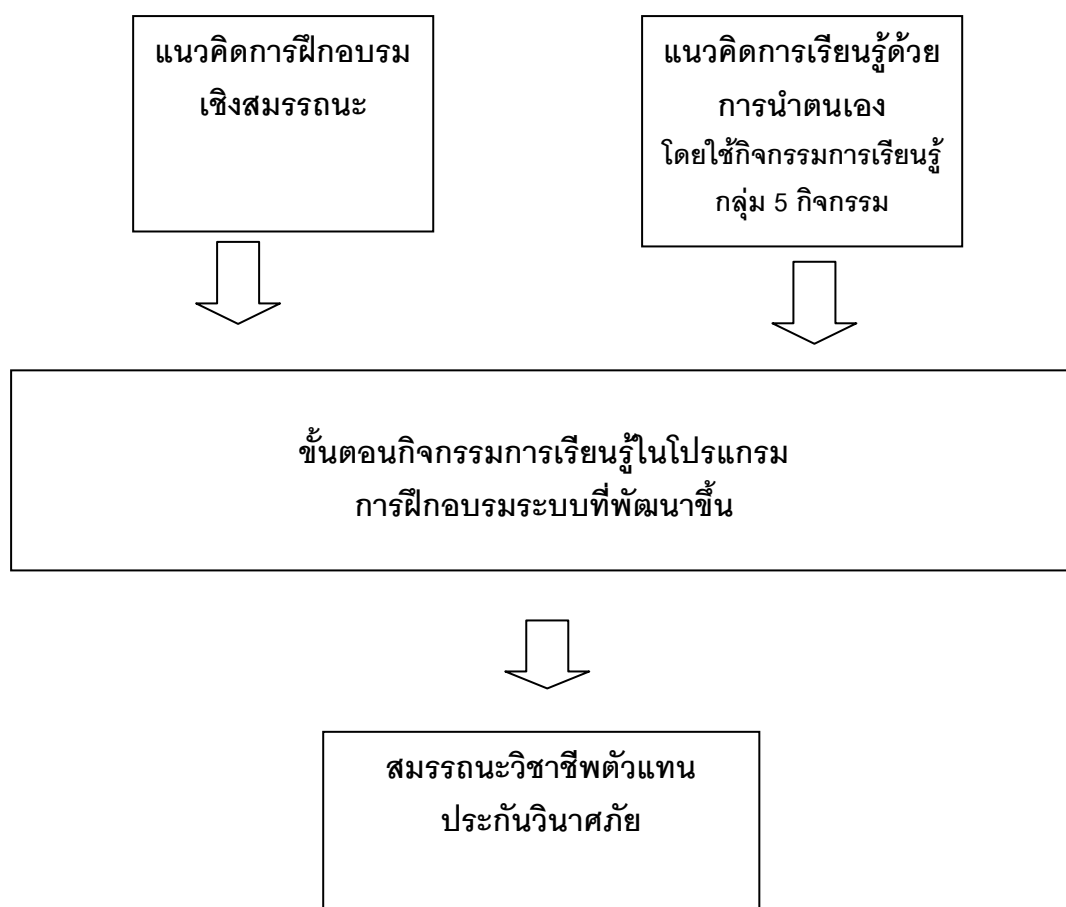 แนวคิดการฝึกอบรม
เชิงสมรรถนะ
แนวคิดการเรียนรู้ด้วย
การนำตนเอง
โดยใช้กิจกรรมการเรียนรู้
กลุ่ม 5 กิจกรรม
ขั้นตอนกิจกรรมการเรียนรู้ในโปรแกรม
การฝึกอบรมระบบที่พัฒนาขึ้น
สมรรถนะวิชาชีพตัวแทน
ประกันวินาศภัย